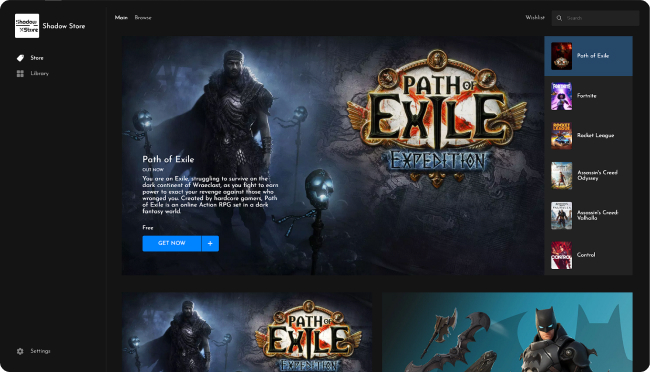 Shadow
Store
Shadow Store
Store
Library
Settings
Main
Browse
Wishlist
Search
PATH OF
EXILE
EXPEDITION
Path of Exile
OUT NOW
You are an Exile, struggling to survive on the
dark continent of Wraeclast, as you fight to earn
power to exact your revenge against those who
wronged you. Created by hardcore gamers, Path
of Exile is an online Action RPG set in a dark
fantasy world.
Free
GET NOW +
Path of Exile
Fortnite
ROCKET
LEAGUE
Rocket League
Assassin's Creed
Odyssey
Assassin's Creed:
Valhalla
CONTROL
Control
PATH OF
EXILE
EXPEDITION